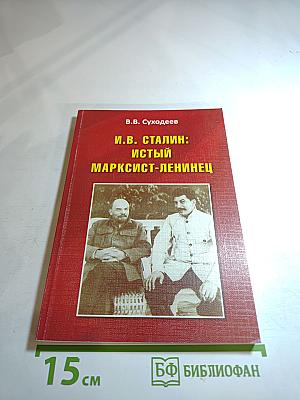 В.В. Суходеев
И.В. СТАЛИН:
ИСТЫЙ
МАРКСИСТ-ЛЕНИНЕЦ
15 см
БФ БИБЛИОФАН